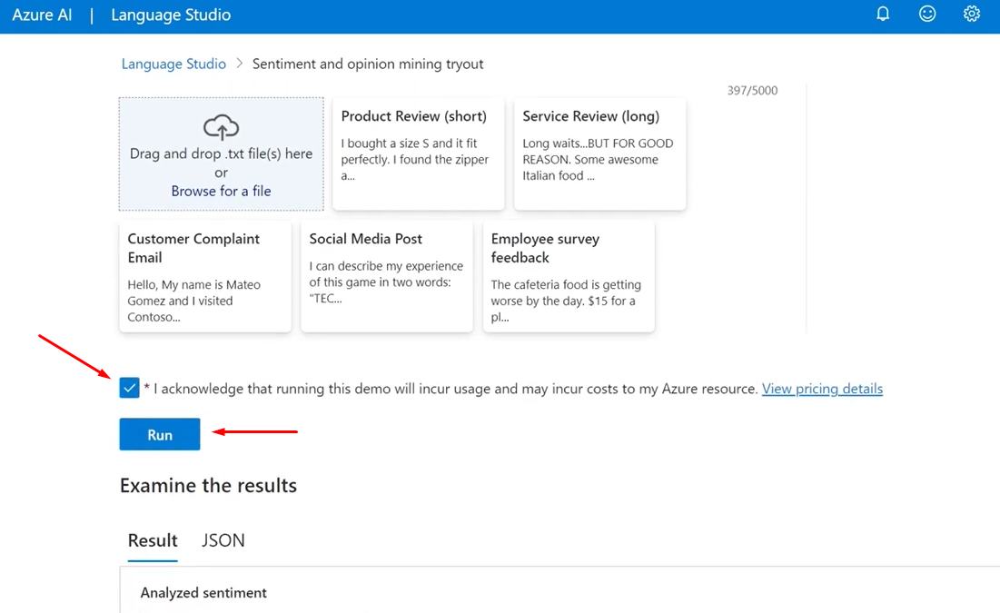 Azure AI | Language Studio
Language Studio > Sentiment and opinion mining tryout
397/5000
Drag and drop .txt file(s) here
or
Browse for a file
Product Review (short)
I bought a size S and it fit
perfectly. I found the zipper
a...
Service Review (long)
Long waits...BUT FOR GOOD
REASON. Some awesome
Italian food ...
Customer Complaint
Email
Hello, My name is Mateo
Gomez and I visited
Contoso...
Social Media Post
I can describe my experience
of this game in two words:
"TEC...
Employee survey
feedback
The cafeteria food is getting
worse by the day. $15 for a
pl...
* I acknowledge that running this demo will incur usage and may incur costs to my Azure resource. View pricing details
Run
Examine the results
Result JSON
Analyzed sentiment